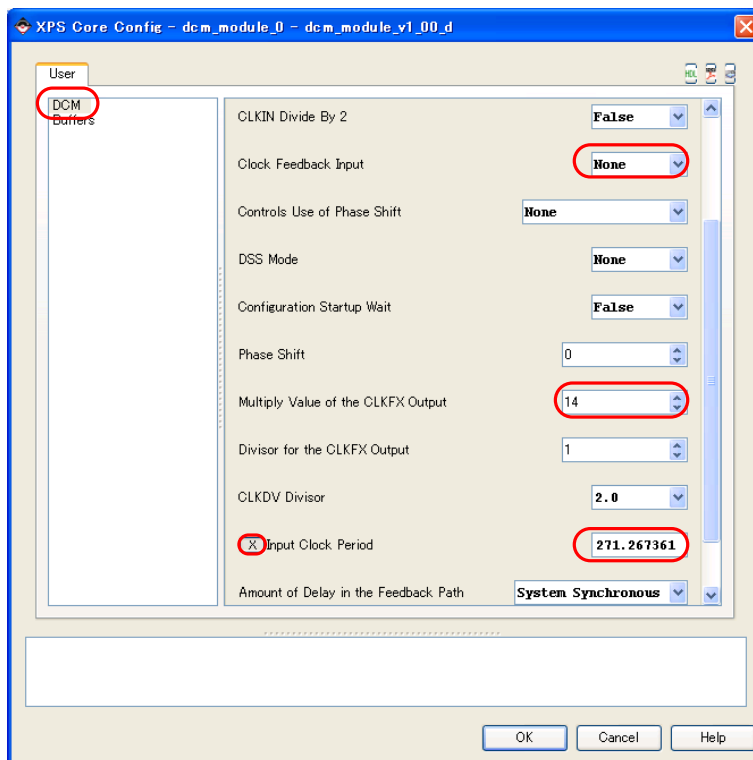 XPS Core Config - dcm_module_0 - dcm_module_v1_00_d
User
HDL
DCM
Buffers
CLKIN Divide By 2 False
Clock Feedback Input None
Controls Use of Phase Shift None
DSS Mode None
Configuration Startup Wait False
Phase Shift 0
Multiply Value of the CLKFX Output 14
Divisor for the CLKFX Output 1
CLKDV Divisor 2.0
X Input Clock Period 271.267361
Amount of Delay in the Feedback Path System Synchronous
OK Cancel Help